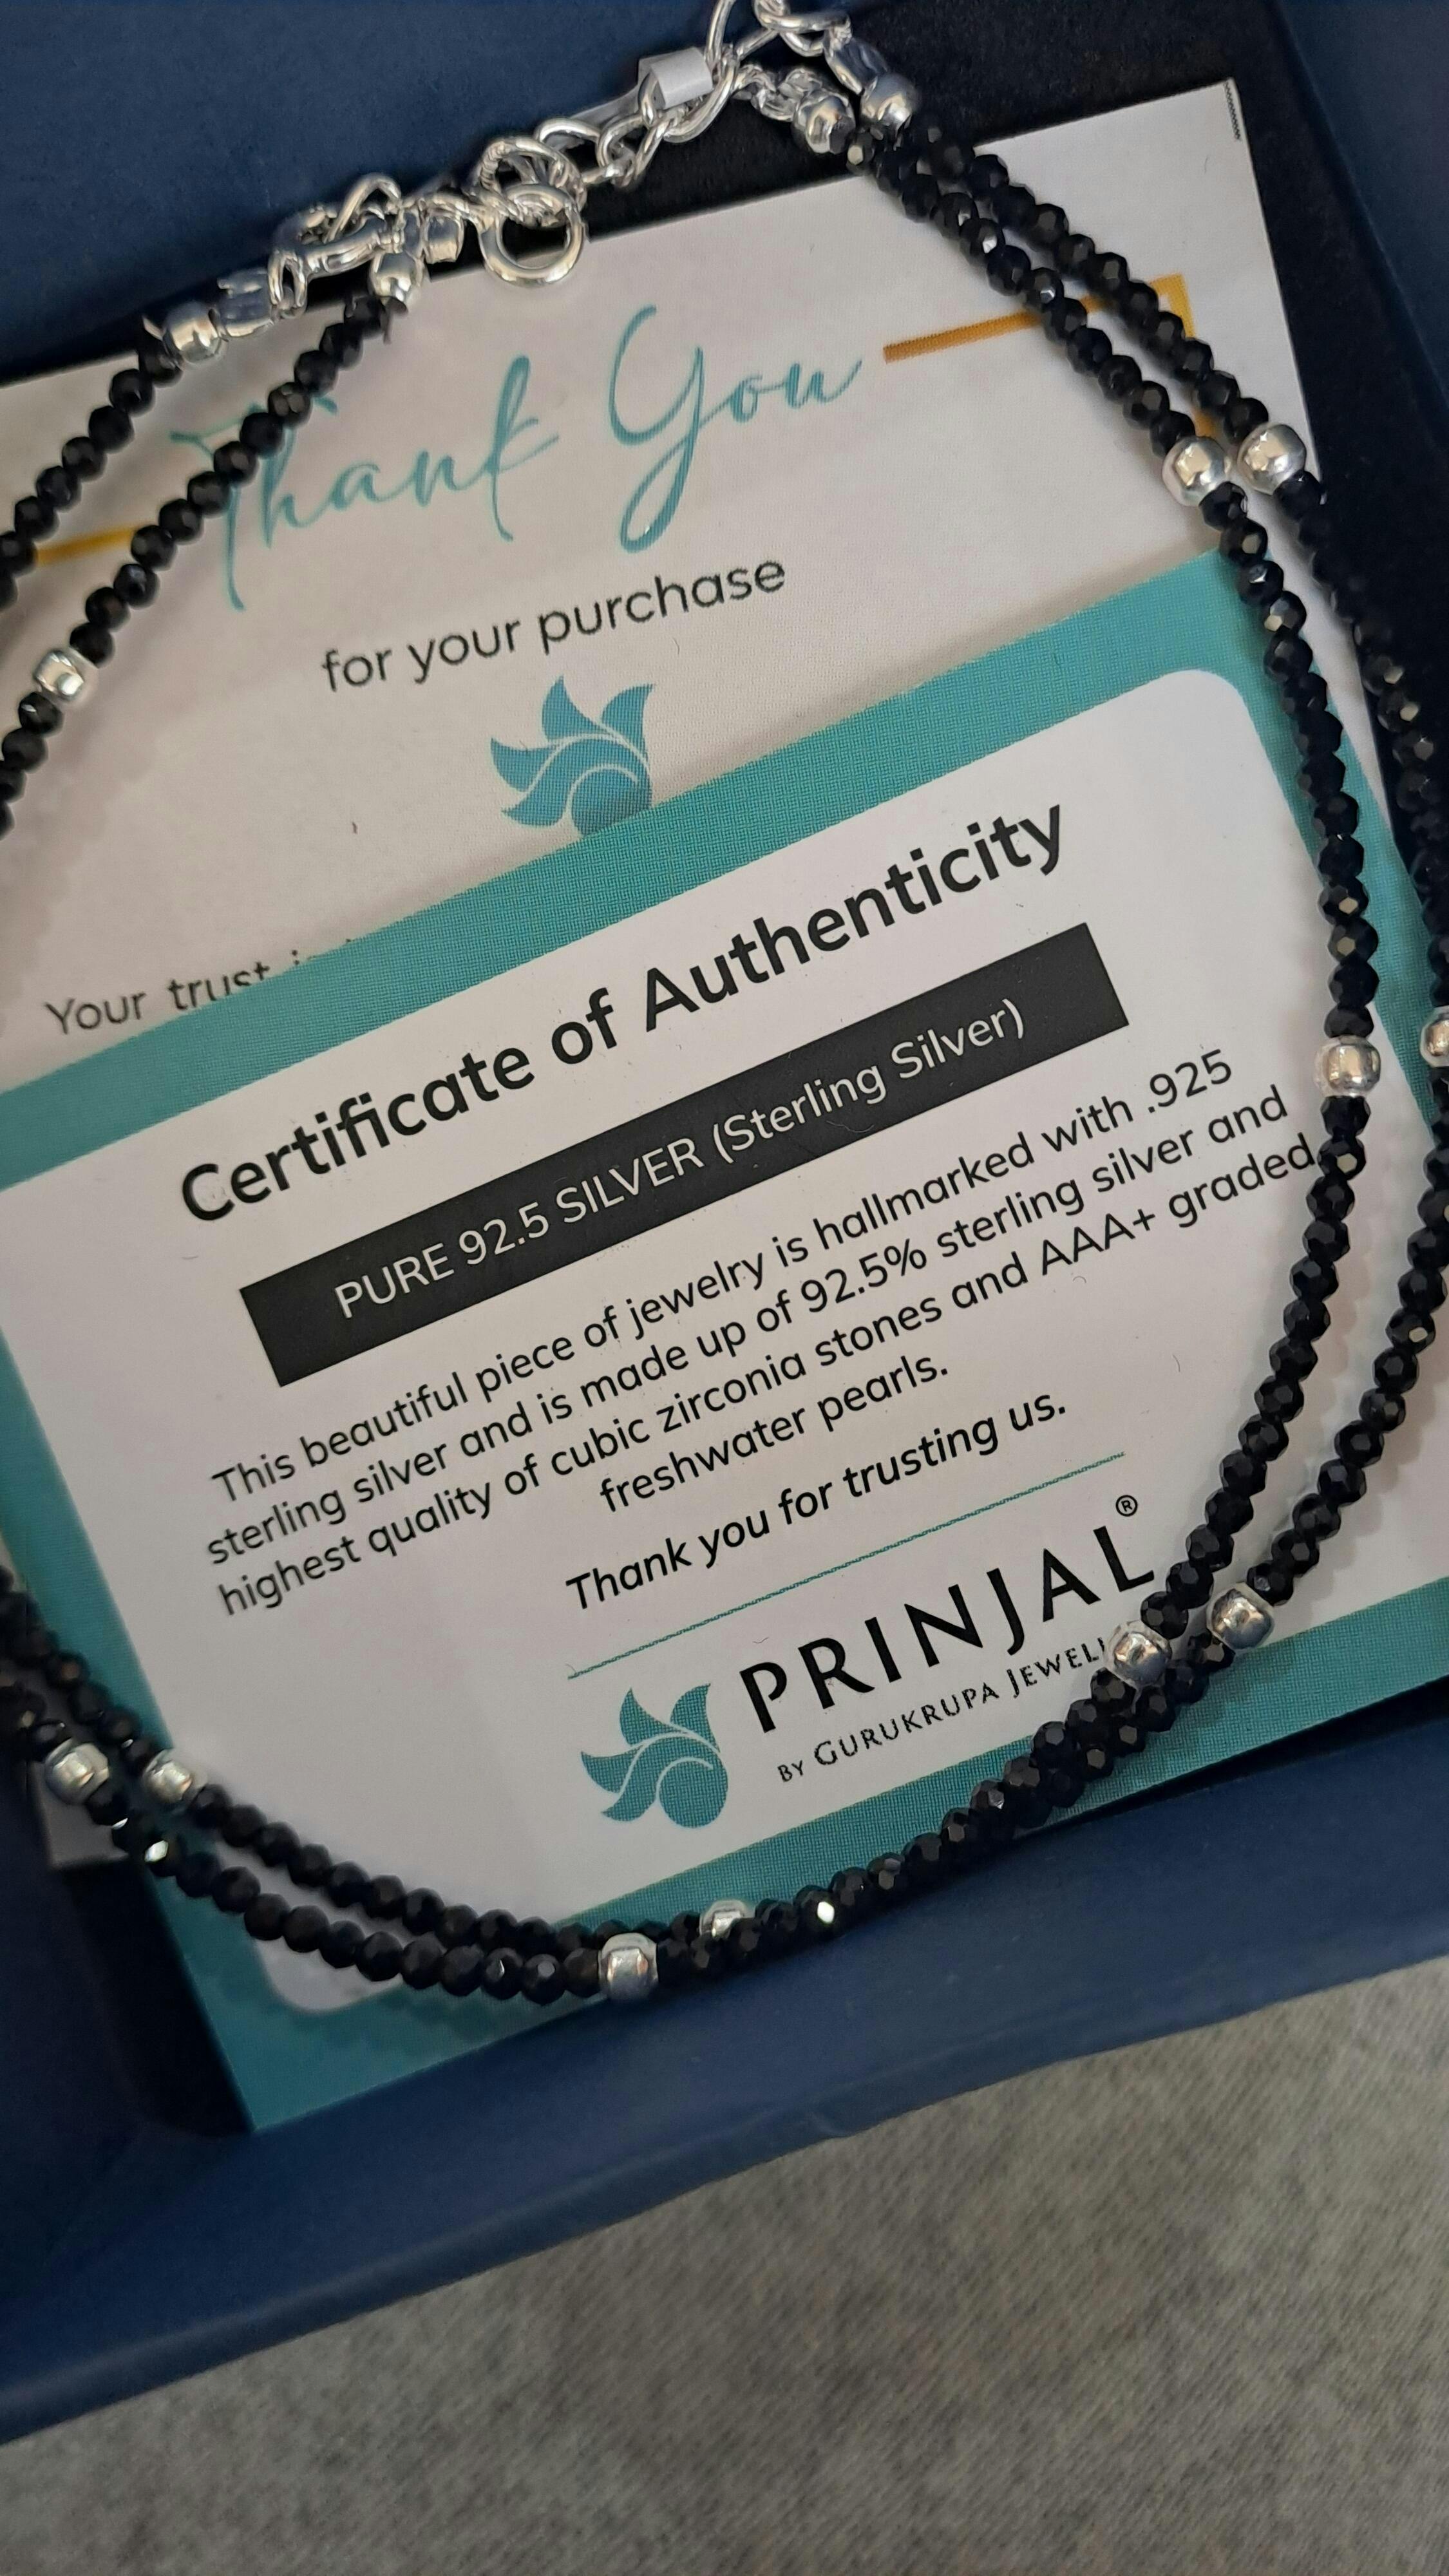 Thank You
for your purchase
Your trust
Certificate of Authenticity
PURE 92.5 SILVER (Sterling Silver)
This beautiful piece of jewelry is hallmarked with .925
sterling silver and is made up of 92.5% sterling silver and
highest quality of cubic zirconia stones and AAA+ graded
freshwater pearls.
Thank you for trusting us.
PRINJAL®
BY GURUKRUPA